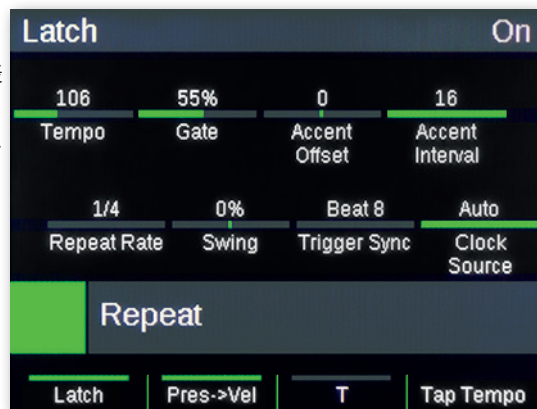 Latch On
106 55% 0 16
Tempo Gate Accent Offset Accent Interval
1/4 0% Beat 8 Auto
Repeat Rate Swing Trigger Sync Clock Source
Repeat
Latch Pres->Vel T Tap Tempo